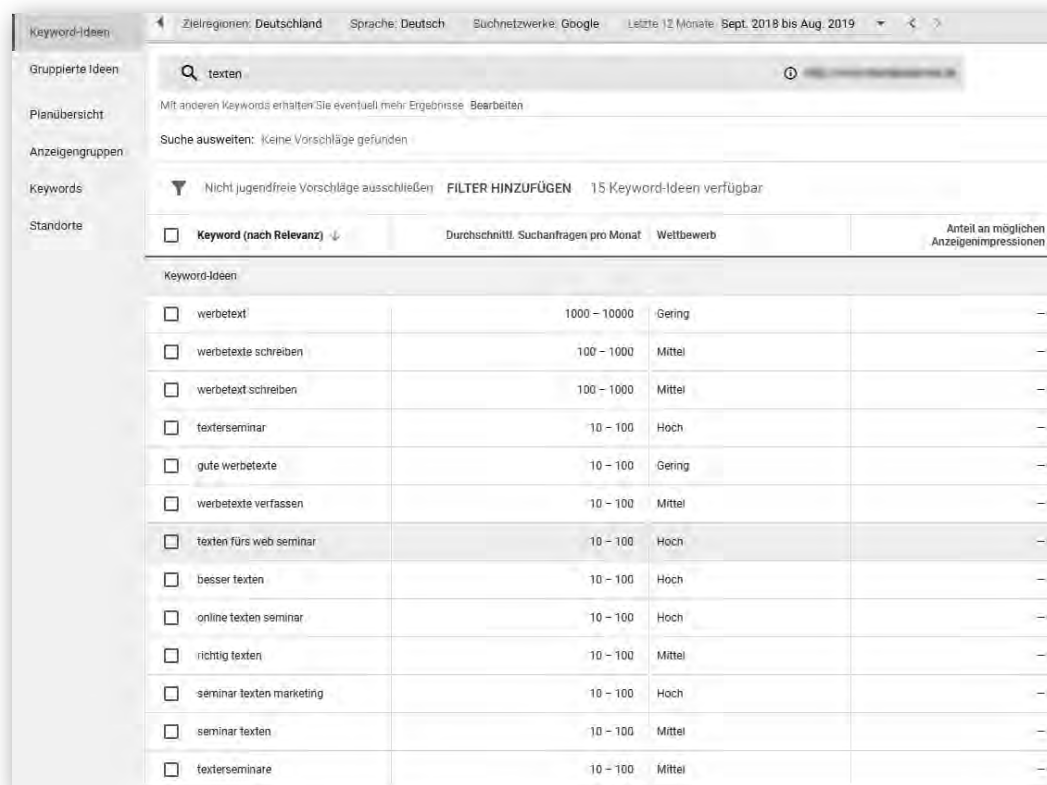 Zielregionen: Deutschland Sprache: Deutsch Suchnetzwerke: Google Letzte 12 Monate Sept. 2018 bis Aug. 2019
Keyword-Ideen
Gruppierte Ideen
Planübersicht
Anzeigengruppen
Keywords
Standorte
texten
Mit anderen Keywords erhalten Sie eventuell mehr Ergebnisse Bearbeiten
Suche ausweiten: Keine Vorschläge gefunden
Nicht jugendfreie Vorschläge ausschließen FILTER HINZUFÜGEN 15 Keyword-Ideen verfügbar
Keyword (nach Relevanz) ↓ Durchschnittl. Suchanfragen pro Monat Wettbewerb Anteil an möglichen
Anzeigenimpressionen
Keyword-Ideen
werbetext 1000 – 10000 Gering –
werbetexte schreiben 100 – 1000 Mittel –
werbetext schreiben 100 – 1000 Mittel –
texterseminar 10 – 100 Hoch –
gute werbetexte 10 – 100 Gering –
werbetexte verfassen 10 – 100 Mittel –
texten fürs web seminar 10 – 100 Hoch –
besser texten 10 – 100 Hoch –
online texten seminar 10 – 100 Hoch –
richtig texten 10 – 100 Mittel –
seminar texten marketing 10 – 100 Hoch –
seminar texten 10 – 100 Mittel –
texterseminare 10 – 100 Mittel –